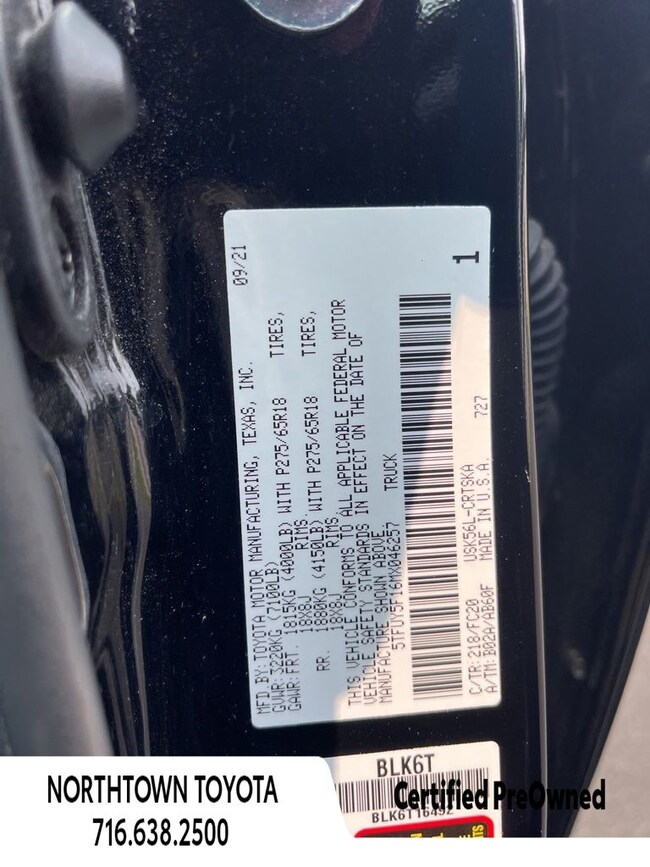 MFD BY: TOYOTA MOTOR MANUFACTURING, TEXAS, INC. 09/21
GVWR: 3220KG (7100LB)
GAWR: FRT. 1815KG (4000LB) WITH P275/65R18 TIRES,
18X8J RIMS.
RR. 1880KG (4150LB) WITH P275/65R18 TIRES,
18X8J RIMS
THIS VEHICLE CONFORMS TO ALL APPLICABLE FEDERAL MOTOR
VEHICLE SAFETY STANDARDS IN EFFECT ON THE DATE OF
MANUFACTURE SHOWN ABOVE.
5TFUY5F16MX046257 TRUCK
1
C/TR: 218/FC20 USK56L-CRTSKA 727
A/TM: B02A/AB60F MADE IN U.S.A.
BLK6T
BLK6116492
NORTHTOWN TOYOTA
716.638.2500
Certified PreOwned